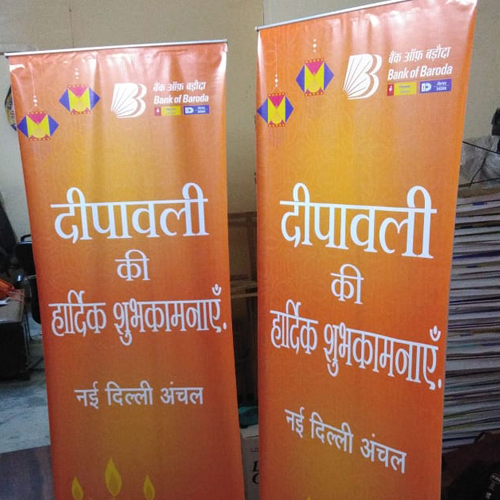 बैंक ऑफ़ बड़ौदा
Bank of Baroda
दीपावली
की
हार्दिक शुभकामनाएँ.
नई दिल्ली अंचल
बैंक ऑफ़ बड़ौदा
Bank of Baroda
दीपावली
की
हार्दिक शुभकामनाएँ.
नई दिल्ली अंचल